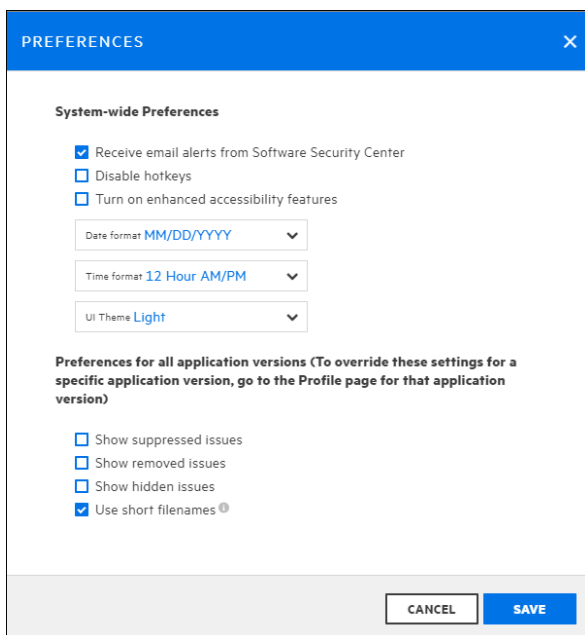 PREFERENCES
System-wide Preferences
Receive email alerts from Software Security Center
Disable hotkeys
Turn on enhanced accessibility features
Date format MM/DD/YYYY
Time format 12 Hour AM/PM
UI Theme Light
Preferences for all application versions (To override these settings for a
specific application version, go to the Profile page for that application
version)
Show suppressed issues
Show removed issues
Show hidden issues
Use short filenames
CANCEL SAVE